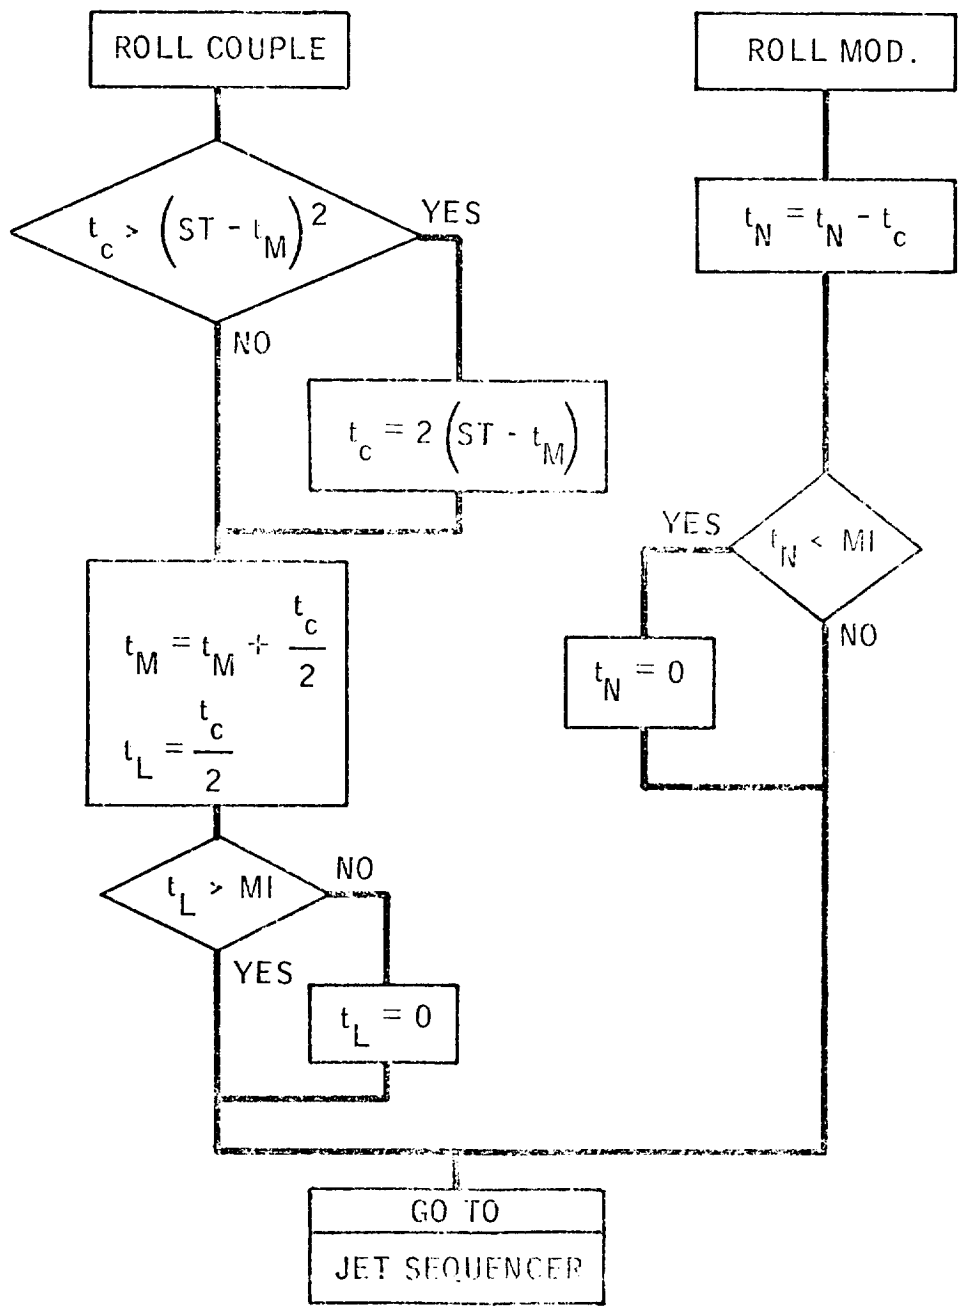 ROLL COUPLE
t_c > (ST - t_M)^2
YES
NO
t_c = 2 (ST - t_M)
t_M = t_M + t_c/2
t_L = t_c/2
t_L > MI
NO
YES
t_L = 0
ROLL MOD.
t_N = t_N - t_c
t_N < MI
YES
NO
t_N = 0
GO TO
JET SEQUENCER